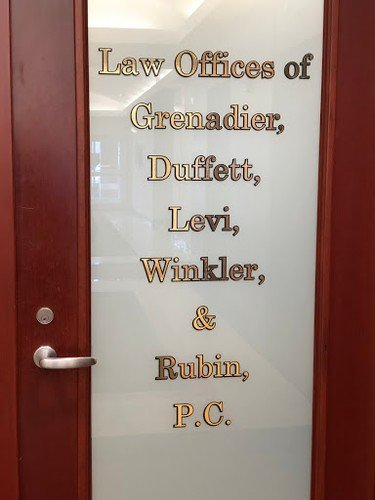 Law Offices of
Grenadier,
Duffett,
Levi,
Winkler,
&
Rubin,
P.C.